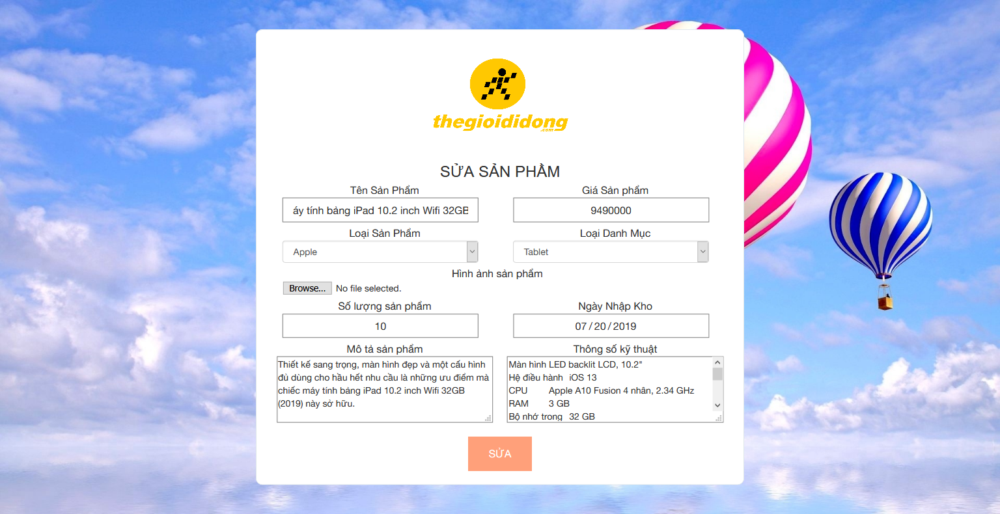 thegioididong
.com
SỬA SẢN PHẨM
Tên Sản Phẩm
Giá Sản phẩm
áy tính bảng iPad 10.2 inch Wifi 32GB
9490000
Loại Sản Phẩm
Loại Danh Mục
Apple
Tablet
Hình ảnh sản phẩm
Browse... No file selected.
Số lượng sản phẩm
Ngày Nhập Kho
10
07 / 20 / 2019
Mô tả sản phẩm
Thông số kỹ thuật
Thiết kế sang trọng, màn hình đẹp và một cấu hình
đủ dùng cho hầu hết nhu cầu là những ưu điểm mà
chiếc máy tính bảng iPad 10.2 inch Wifi 32GB
(2019) này sở hữu.
Màn hình LED backlit LCD, 10.2"
Hệ điều hành iOS 13
CPU Apple A10 Fusion 4 nhân, 2.34 GHz
RAM 3 GB
Bộ nhớ trong 32 GB
SỬA